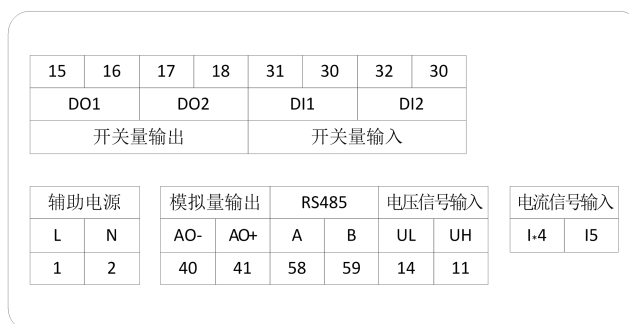 15 16 17 18 31 30 32 30
DO1 DO2 DI1 DI2
开关量输出 开关量输入
辅助电源 模拟量输出 RS485 电压信号输入 电流信号输入
L N AO- AO+ A B UL UH I*4 I5
1 2 40 41 58 59 14 11